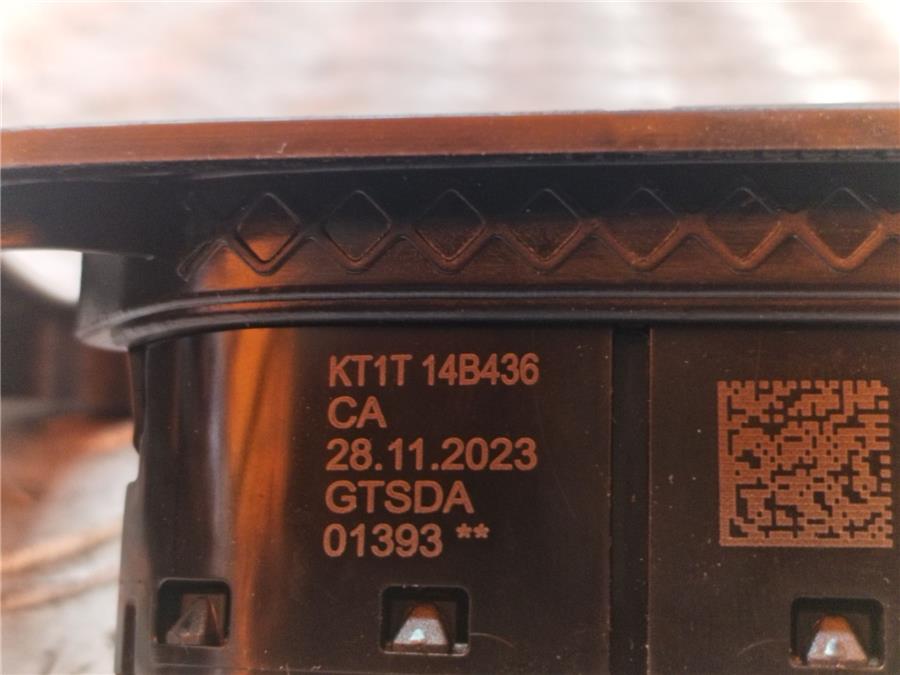 KT1T 14B436
CA
28.11.2023
GTSDA
01393 **